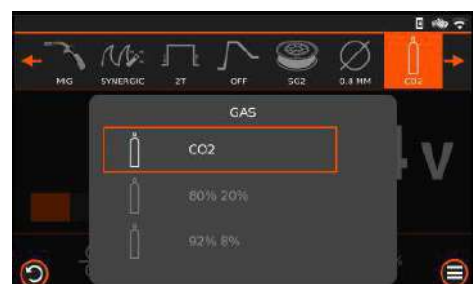 MIG SYNERGIC 2T OFF SG2 0.8 MM CO2
GAS
CO2
80% 20%
92% 8%
V
%